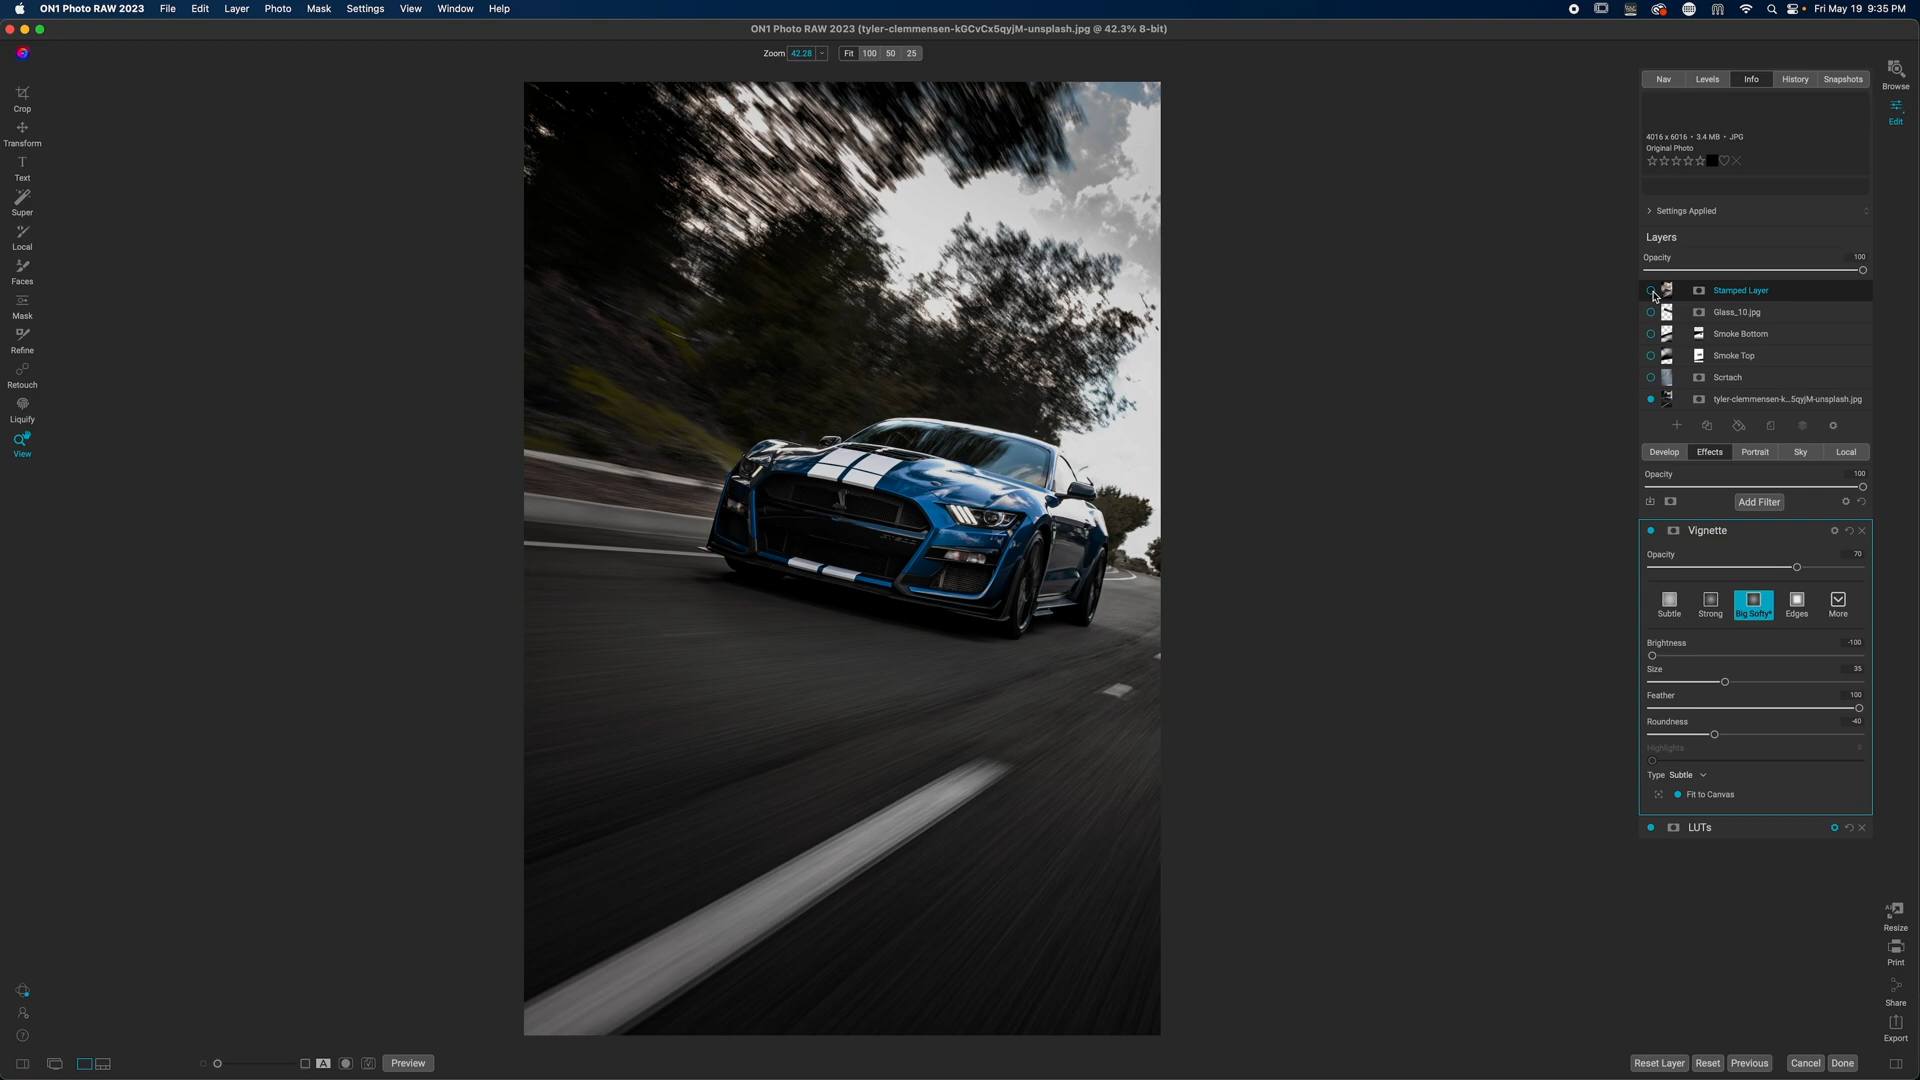 ON1 Photo RAW 2023 File Edit Layer Photo Mask Settings View Window Help Fri May 19 9:35 PM
ON1 Photo RAW 2023 (tyler-clemmensen-kGCvCx5qyjM-unsplash.jpg @ 42.3% 8-bit)
Zoom 42.28 Fit 100 50 25
Crop
Transform
Text
Super
Local
Faces
Mask
Refine
Retouch
Liquify
View
Nav Levels Info History Snapshots
Browse
Edit
4016 x 6016 • 3.4 MB • JPG
Original Photo
> Settings Applied
Layers
Opacity 100
Stamped Layer
Glass_10.jpg
Smoke Bottom
Smoke Top
Scrtach
tyler-clemmensen-k...5qyjM-unsplash.jpg
Develop Effects Portrait Sky Local
Opacity 100
Add Filter
Vignette
Opacity 70
Subtle Strong Big Softy* Edges More
Brightness -100
Size 35
Feather 100
Roundness -40
Highlights
Type Subtle
Fit to Canvas
LUTs
Resize
Print
Share
Export
A Preview
Reset Layer Reset Previous Cancel Done